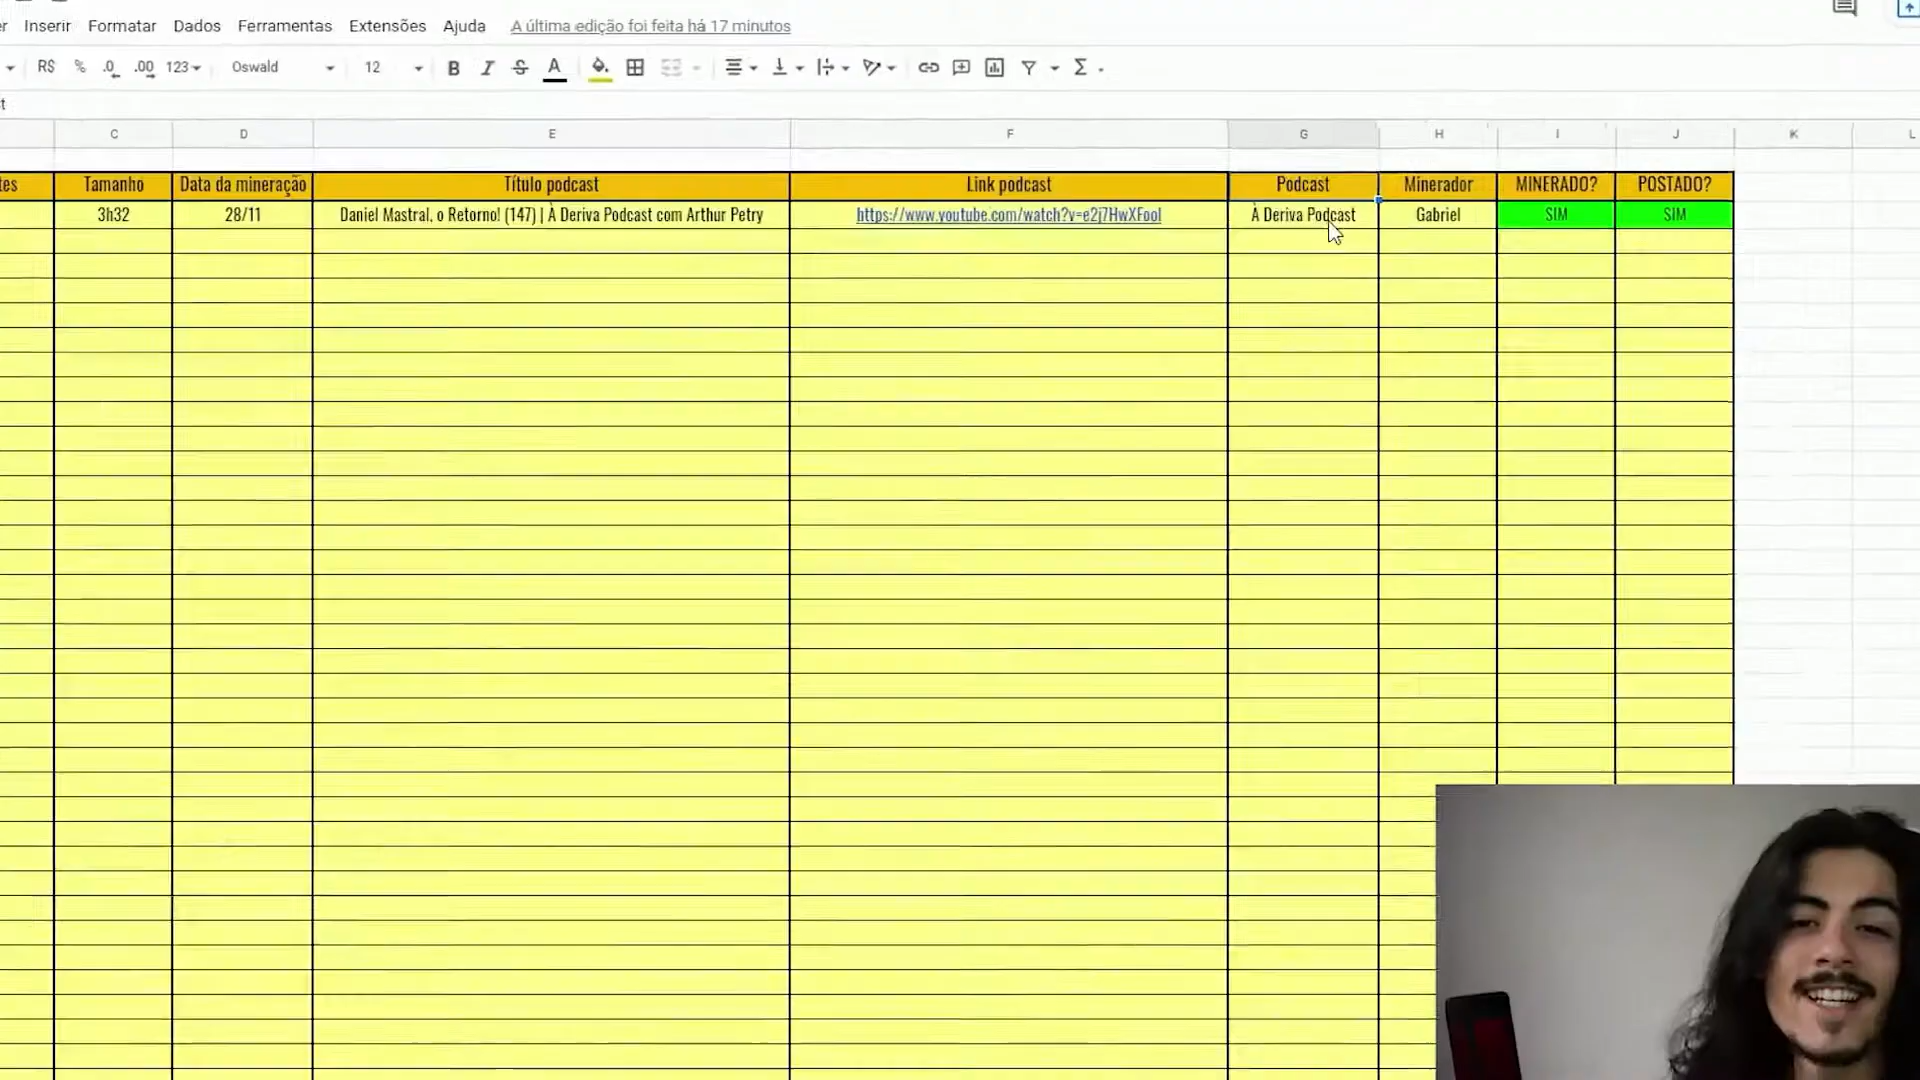 Inserir Formatar Dados Ferramentas Extensões Ajuda A última edição foi feita há 17 minutos
R$ % .0 .00 123 Oswald 12 B I S A Σ
C D E F G H I J K L
Tamanho Data da mineração Título podcast Link podcast Podcast Minerador MINERADO? POSTADO?
3h32 28/11 Daniel Mastral, o Retorno! (147) | À Deriva Podcast com Arthur Petry https://www.youtube.com/watch?v=e2j7HwXFooI À Deriva Podcast Gabriel SIM SIM